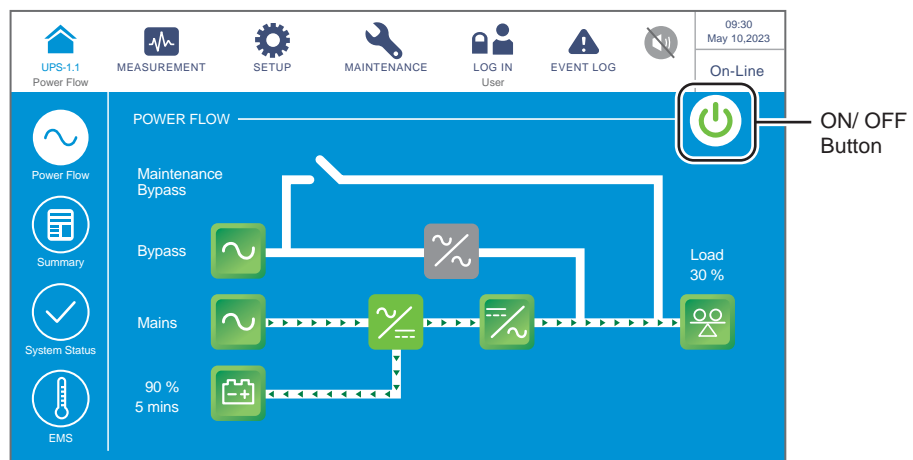 09:30
May 10,2023
UPS-1.1
MEASUREMENT
SETUP
MAINTENANCE
LOG IN
EVENT LOG
On-Line
Power Flow
User
POWER FLOW
ON/ OFF
Button
Power Flow
Maintenance
Bypass
Bypass
Summary
Load
30 %
Mains
System Status
90 %
5 mins
EMS